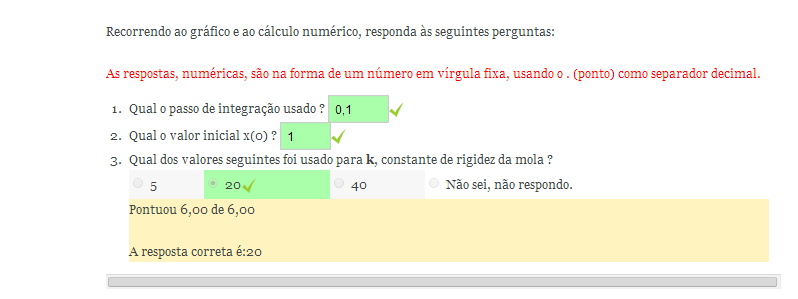 Recorrendo ao gráfico e ao cálculo numérico, responda às seguintes perguntas:
As respostas, numéricas, são na forma de um número em vírgula fixa, usando o . (ponto) como separador decimal.
1. Qual o passo de integração usado ? 0,1
2. Qual o valor inicial x(0) ? 1
3. Qual dos valores seguintes foi usado para k, constante de rigidez da mola ?
5 20 40 Não sei, não respondo.
Pontuou 6,00 de 6,00
A resposta correta é:20